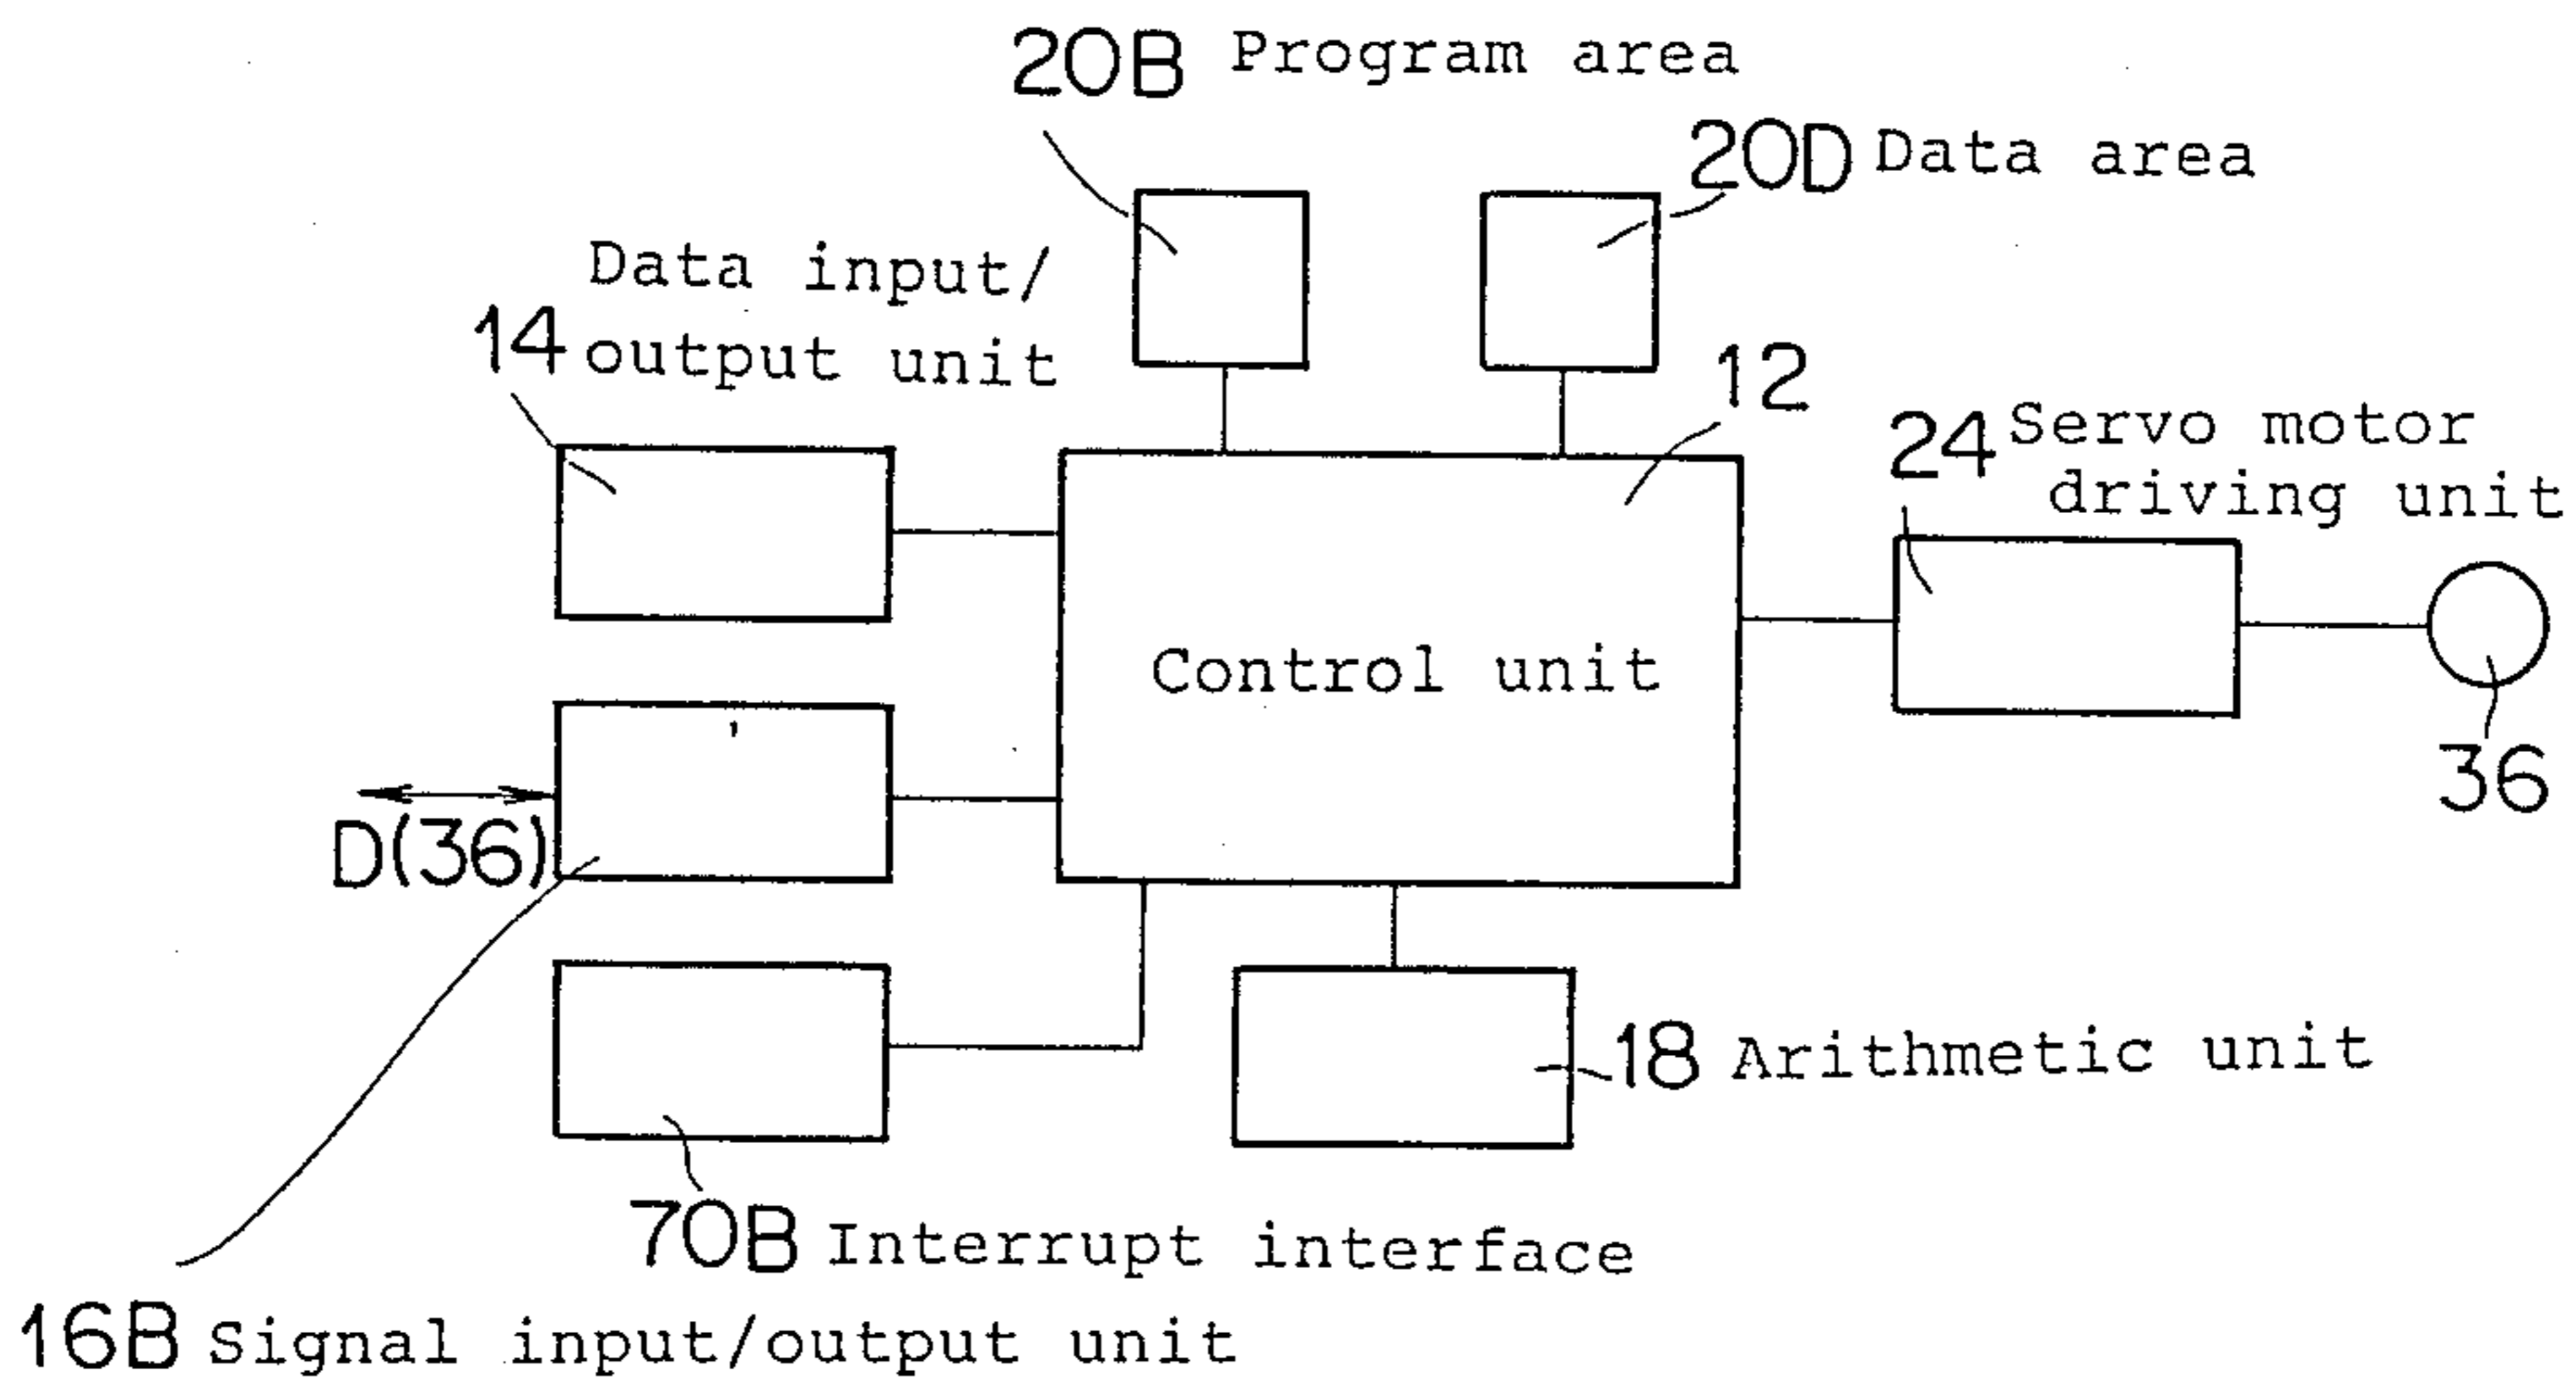 20B Program area
20D Data area
Data input/
14 output unit
12
24 Servo motor
driving unit
Control unit
36
D(36)
18 Arithmetic unit
70B Interrupt interface
16B Signal input/output unit